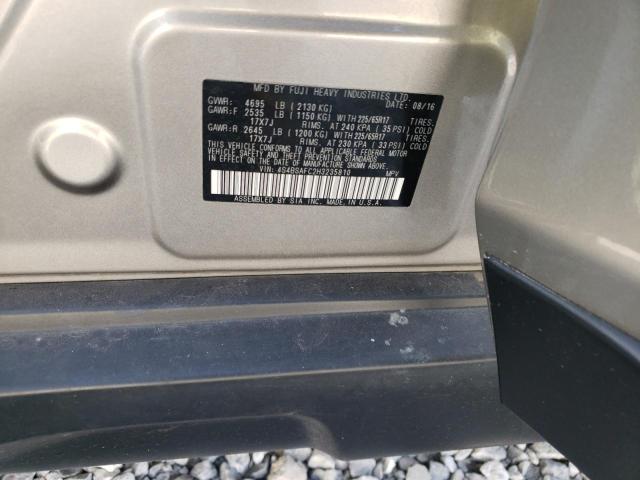 MFD BY FUJI HEAVY INDUSTRIES LTD.
GVWR: 4695 LB ( 2130 KG) DATE: 08/16
GAWR:F 2535 LB ( 1150 KG) WITH 225/65R17 TIRES,
17X7J RIMS, AT 240 KPA ( 35 PSI) COLD
GAWR:R 2645 LB ( 1200 KG) WITH 225/65R17 TIRES,
17X7J RIMS, AT 230 KPA ( 33 PSI) COLD
THIS VEHICLE CONFORMS TO ALL APPLICABLE FEDERAL MOTOR
VEHICLE SAFETY, BUMPER, AND THEFT PREVENTION STANDARDS
IN EFFECT ON THE DATE OF MANUFACTURE SHOWN ABOVE.
VIN: 4S4BSAFC2H3235810 MPV
ASSEMBLED BY SIA INC. MADE IN U.S.A.